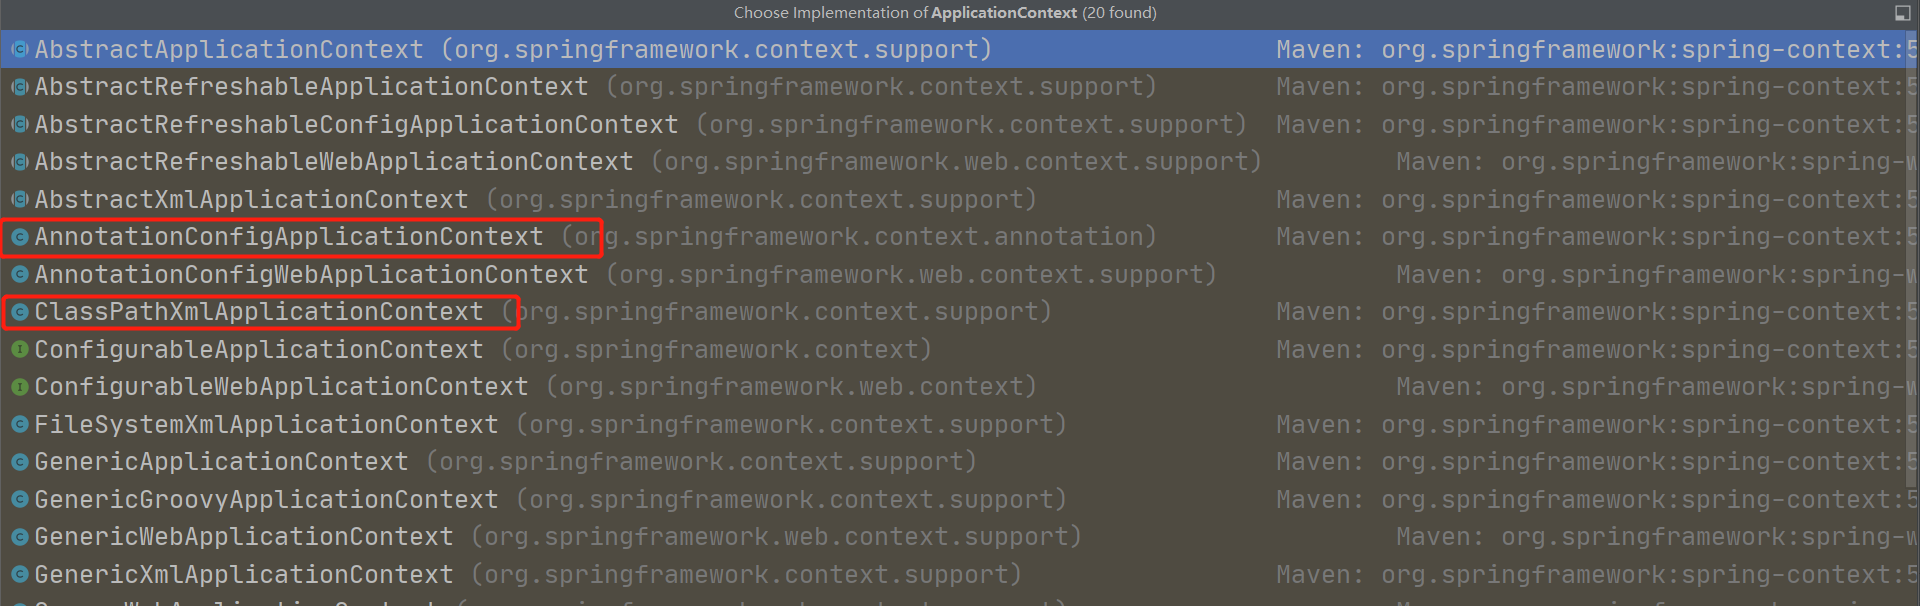 Choose Implementation of ApplicationContext (20 found)
AbstractApplicationContext (org.springframework.context.support) Maven: org.springframework:spring-context:5
AbstractRefreshableApplicationContext (org.springframework.context.support) Maven: org.springframework:spring-context:5
AbstractRefreshableConfigApplicationContext (org.springframework.context.support) Maven: org.springframework:spring-context:5
AbstractRefreshableWebApplicationContext (org.springframework.web.context.support) Maven: org.springframework:spring-w
AbstractXmlApplicationContext (org.springframework.context.support) Maven: org.springframework:spring-context:5
AnnotationConfigApplicationContext (org.springframework.context.annotation) Maven: org.springframework:spring-context:5
AnnotationConfigWebApplicationContext (org.springframework.web.context.support) Maven: org.springframework:spring-w
ClassPathXmlApplicationContext (org.springframework.context.support) Maven: org.springframework:spring-context:5
ConfigurableApplicationContext (org.springframework.context) Maven: org.springframework:spring-context:5
ConfigurableWebApplicationContext (org.springframework.web.context) Maven: org.springframework:spring-w
FileSystemXmlApplicationContext (org.springframework.context.support) Maven: org.springframework:spring-context:5
GenericApplicationContext (org.springframework.context.support) Maven: org.springframework:spring-context:5
GenericGroovyApplicationContext (org.springframework.context.support) Maven: org.springframework:spring-context:5
GenericWebApplicationContext (org.springframework.web.context.support) Maven: org.springframework:spring-w
GenericXmlApplicationContext (org.springframework.context.support) Maven: org.springframework:spring-context:5